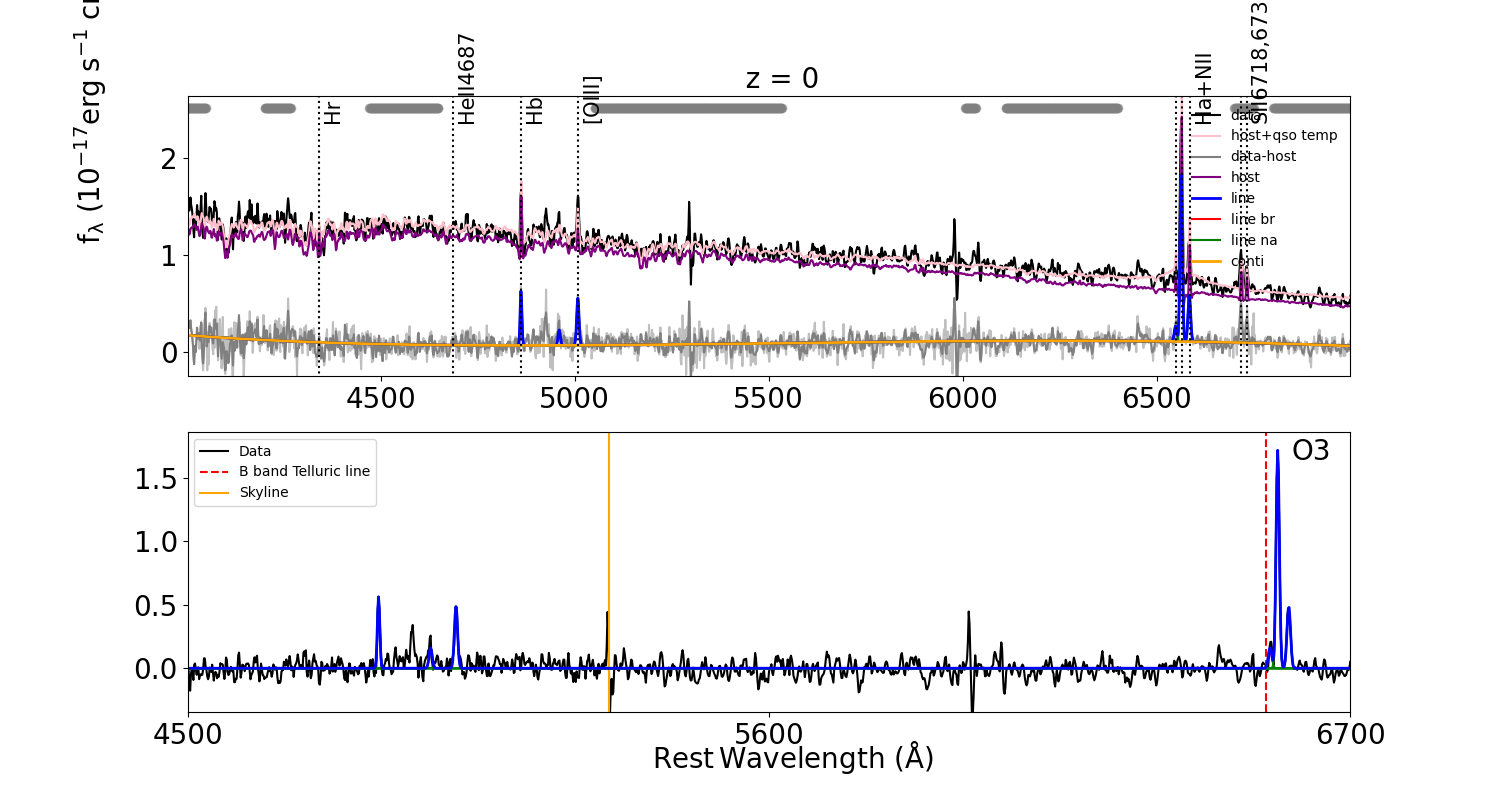 z = 0
f_λ (10^−17 erg s^−1
Hr
HeII4687
Hb
[OIII]
Ha+NII
SII6718,673
data
host+qso temp
data-host
host
line
line br
line na
conti
2
1
0
4500 5000 5500 6000 6500
Data
B band Telluric line
Skyline
O3
1.5
1.0
0.5
0.0
4500 5600 6700
Rest Wavelength (Å)